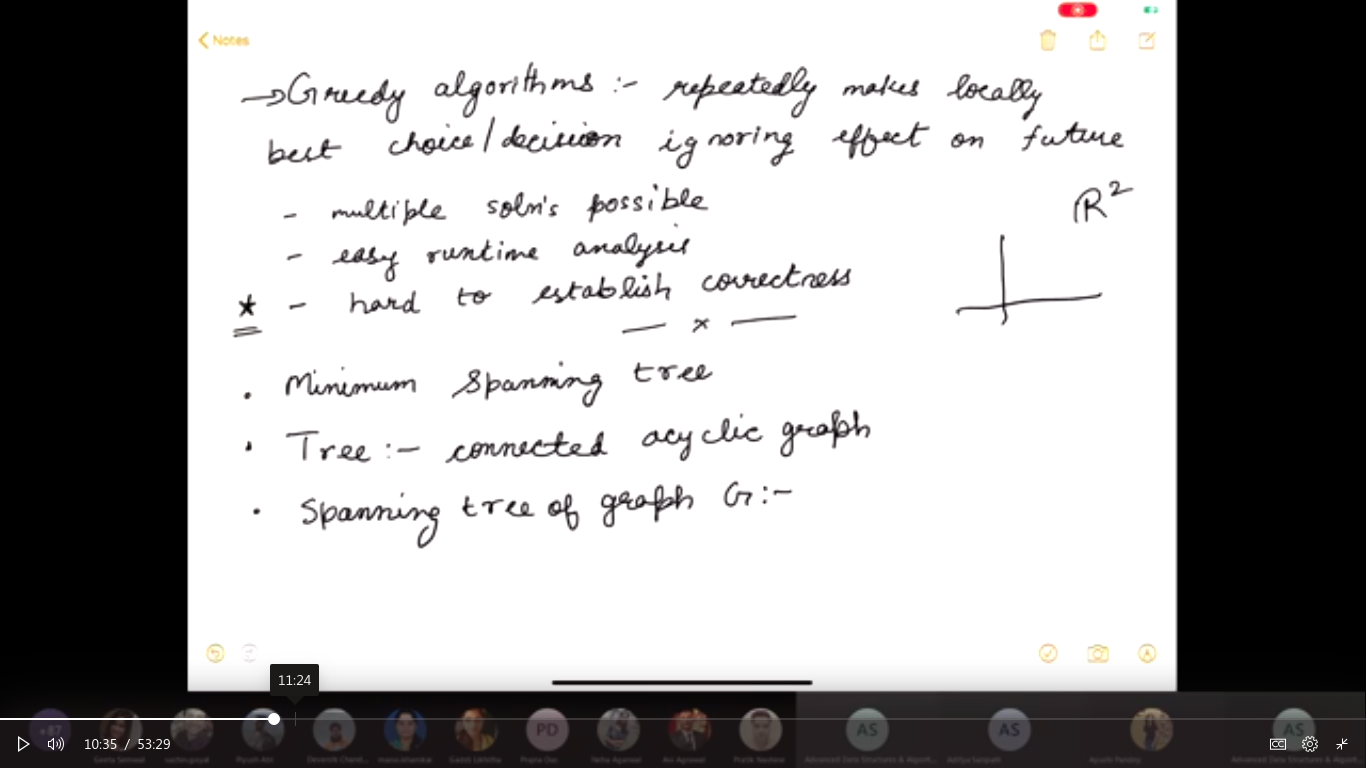 Notes
→ Greedy algorithms :- repeatedly makes locally
best choice/decision ignoring effect on future
- multiple soln's possible
R²
- easy runtime analysis
* - hard to establish correctness
— x —
. Minimum Spanning tree
. Tree :- connected acyclic graph
. Spanning tree of graph G :-
11:24
PD AS AS AS
10:35 / 53:29